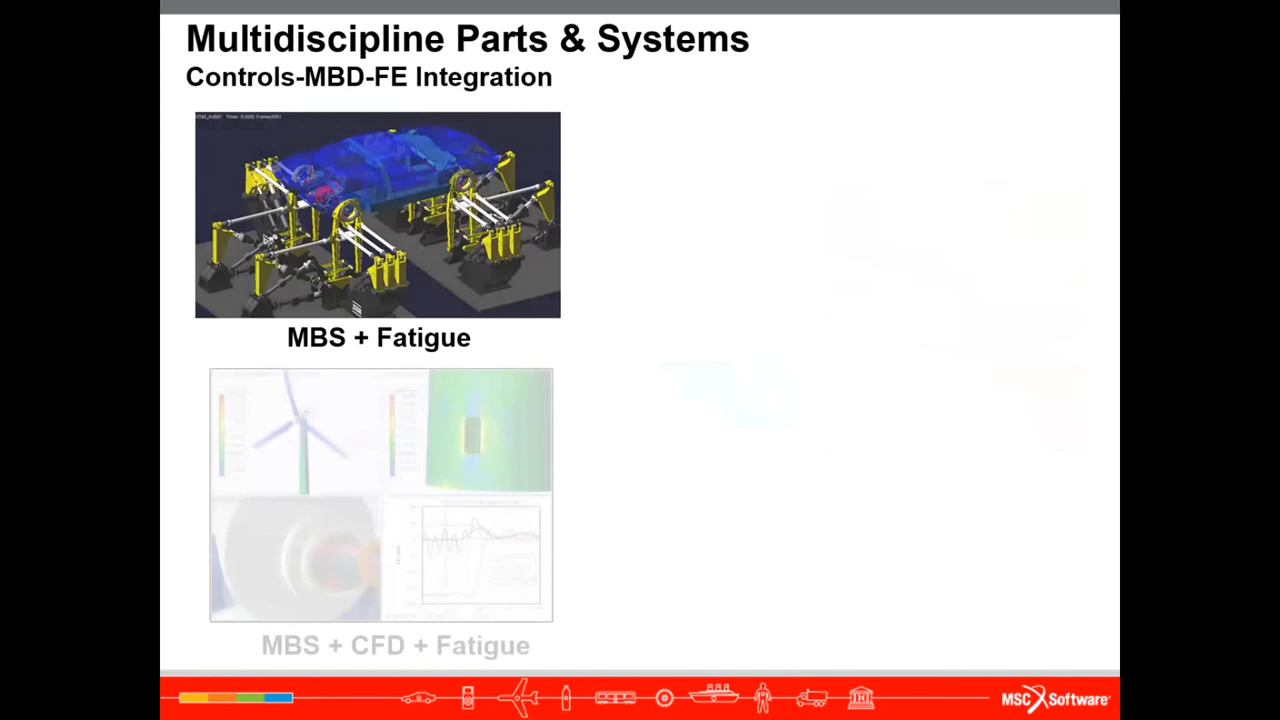 Multidiscipline Parts & Systems
Controls-MBD-FE Integration
MBS + Fatigue
MBS + CFD + Fatigue
MSC Software